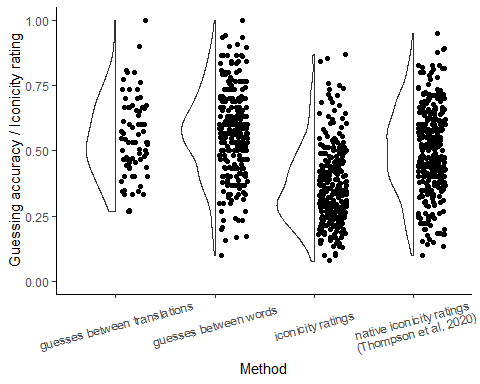 Guessing accuracy / Iconicity rating
1.00
0.75
0.50
0.25
0.00
guesses between translations
guesses between words
iconicity ratings
native iconicity ratings
(Thompson et al. 2020)
Method